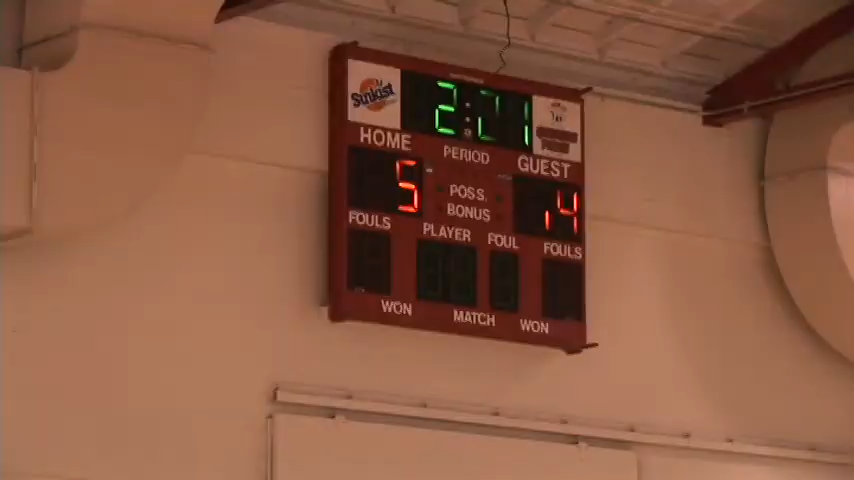 Sunkist
2:21
HOME
PERIOD
GUEST
5
POSS.
14
BONUS
FOULS
PLAYER
FOUL
FOULS
WON
MATCH
WON